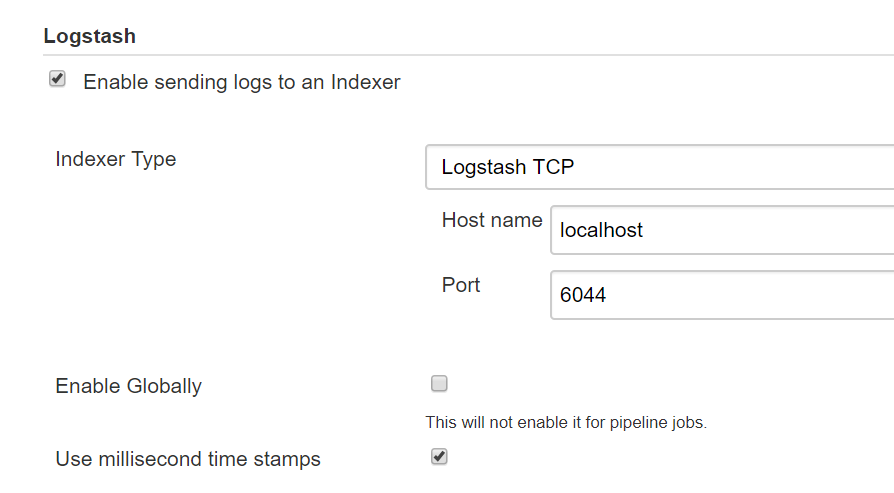 Logstash
Enable sending logs to an Indexer
Indexer Type
Logstash TCP
Host name
localhost
Port
6044
Enable Globally
This will not enable it for pipeline jobs.
Use millisecond time stamps